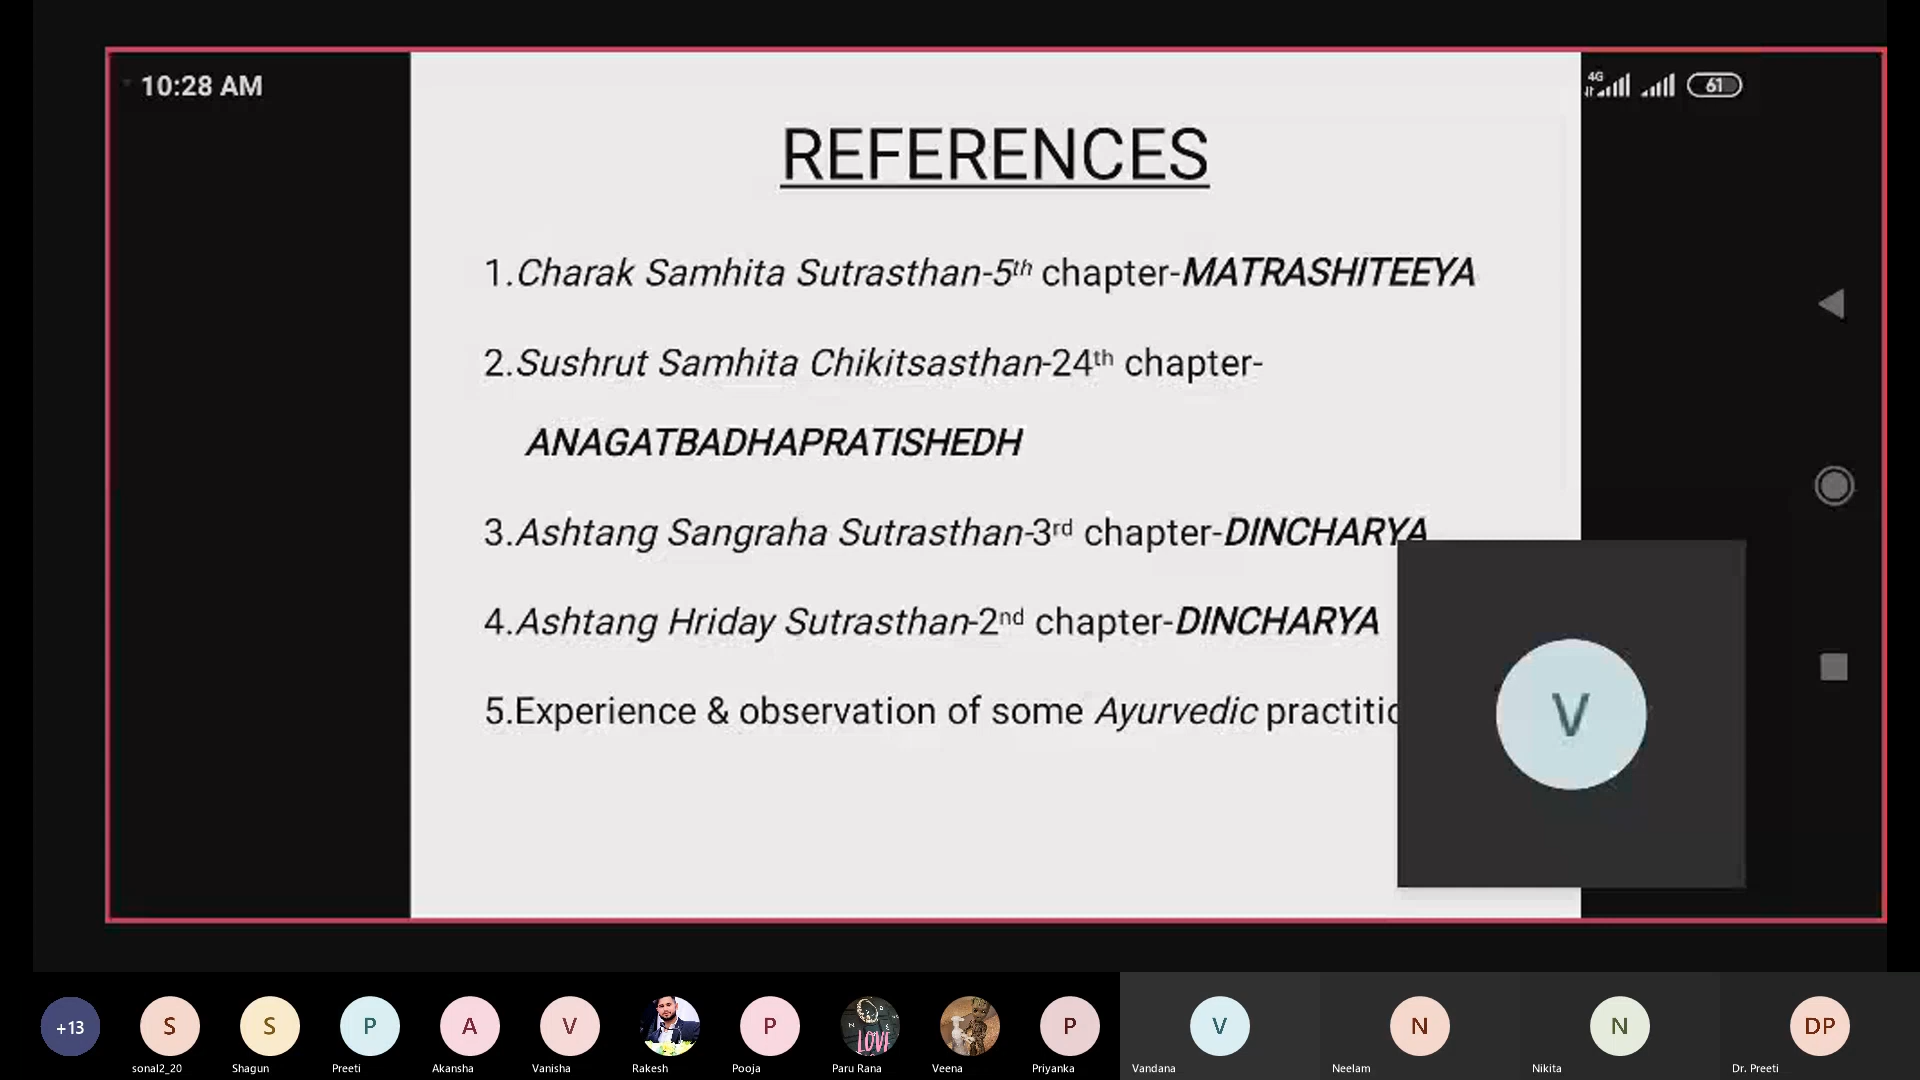 10:28 AM
4G
61
REFERENCES
1.Charak Samhita Sutrasthan-5th chapter-MATRASHITEEYA
2.Sushrut Samhita Chikitsasthan-24th chapter-
ANAGATBADHAPRATISHEDH
3.Ashtang Sangraha Sutrasthan-3rd chapter-DINCHARYA
4.Ashtang Hriday Sutrasthan-2nd chapter-DINCHARYA
5.Experience & observation of some Ayurvedic
V
+13 S S P A V P LOVE P V N N DP
sonal2_20 Shagun Preeti Akansha Vanisha Rakesh Pooja Paru Rana Veena Priyanka Vandana Neelam Nikita Dr. Preeti